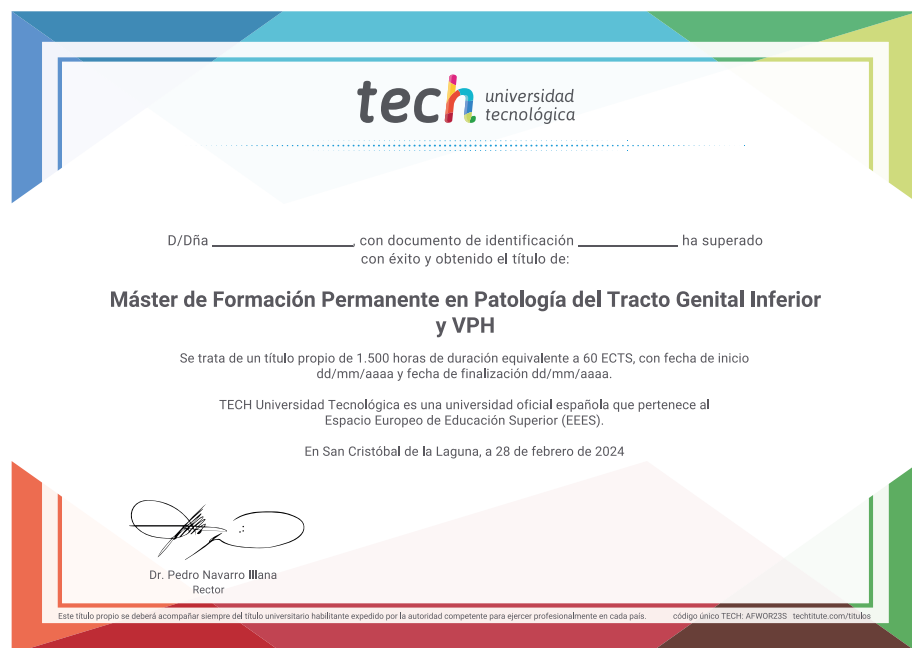 tech universidad
tecnológica
D/Dña ____________________, con documento de identificación ______________ ha superado
con éxito y obtenido el título de:
Máster de Formación Permanente en Patología del Tracto Genital Inferior
y VPH
Se trata de un título propio de 1.500 horas de duración equivalente a 60 ECTS, con fecha de inicio
dd/mm/aaaa y fecha de finalización dd/mm/aaaa.
TECH Universidad Tecnológica es una universidad oficial española que pertenece al
Espacio Europeo de Educación Superior (EEES).
En San Cristóbal de la Laguna, a 28 de febrero de 2024
Dr. Pedro Navarro Illana
Rector
Este título propio se deberá acompañar siempre del título universitario habilitante expedido por la autoridad competente para ejercer profesionalmente en cada país. código único TECH: AFWOR23S techtitute.com/titulos